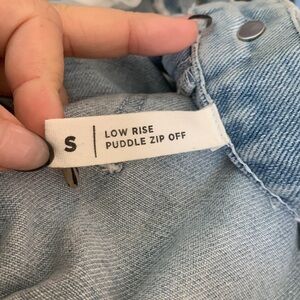 S
LOW RISE
PUDDLE ZIP OFF